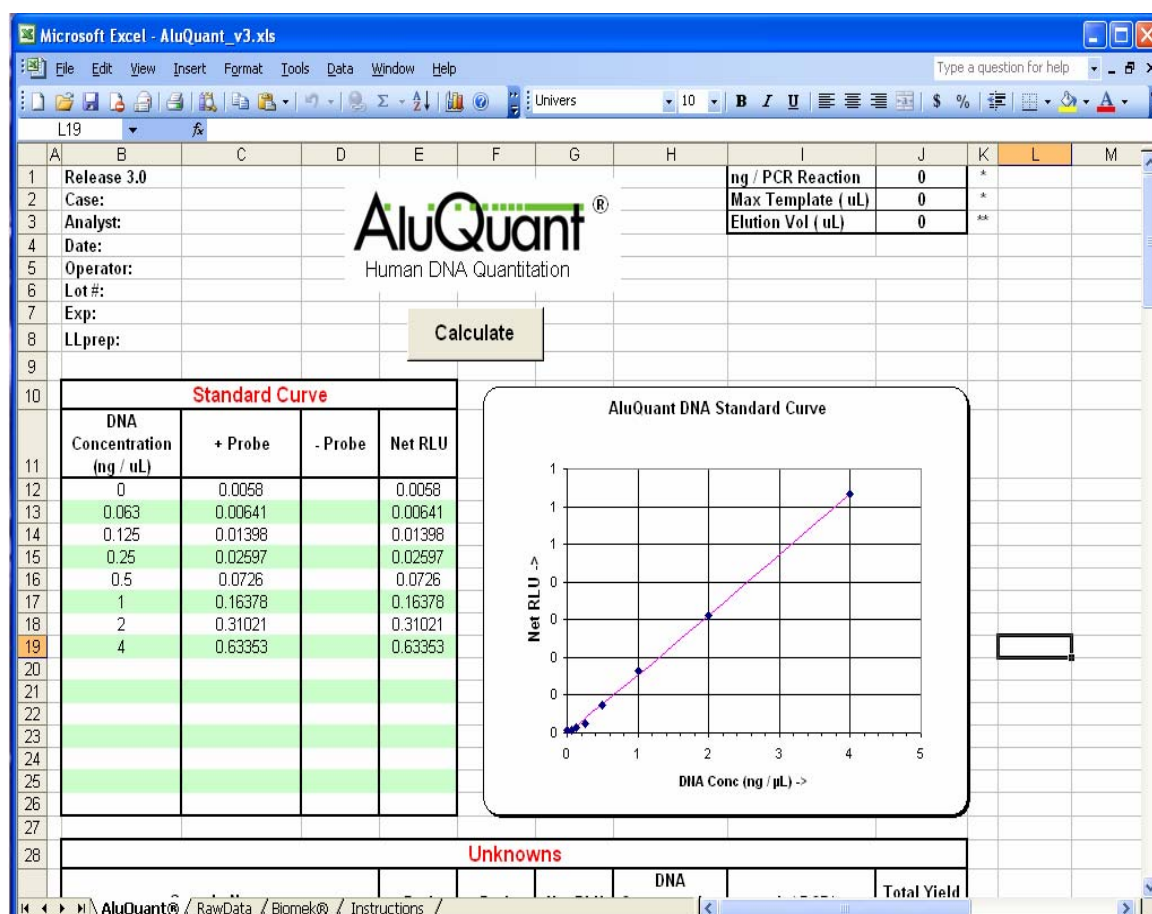 Microsoft Excel - AluQuant_v3.xls
File Edit View Insert Format Tools Data Window Help Type a question for help
Univers 10 B I U $ %
L19 fx
A B C D E F G H I J K L M
1 Release 3.0 ng / PCR Reaction 0 *
2 Case: Max Template ( uL) 0 *
3 Analyst: Elution Vol ( uL) 0 **
AluQuant ®
Human DNA Quantitation
4 Date:
5 Operator:
6 Lot #:
7 Exp:
8 LLprep:
Calculate
9
10 Standard Curve
11 DNA Concentration (ng / uL) + Probe - Probe Net RLU
12 0 0.0058 0.0058
13 0.063 0.00641 0.00641
14 0.125 0.01398 0.01398
15 0.25 0.02597 0.02597
16 0.5 0.0726 0.0726
17 1 0.16378 0.16378
18 2 0.31021 0.31021
19 4 0.63353 0.63353
20
21
22
23
24
25
26
27
AluQuant DNA Standard Curve
Net RLU ->
1
1
1
0
0
0
0
0
0 1 2 3 4 5
DNA Conc (ng / µL) ->
28 Unknowns
DNA
Total Yield
AluQuant® / RawData / Biomek® / Instructions /